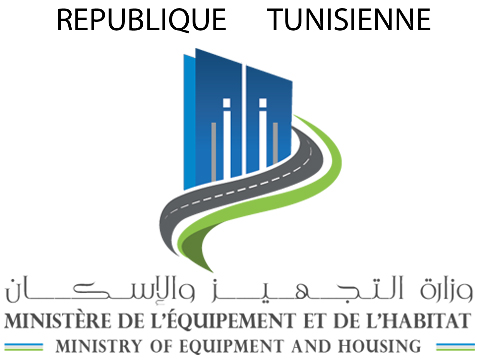 REPUBLIQUE TUNISIENNE
وزارة التجهيز والإسكان
MINISTÈRE DE L'ÉQUIPEMENT ET DE L'HABITAT
MINISTRY OF EQUIPMENT AND HOUSING